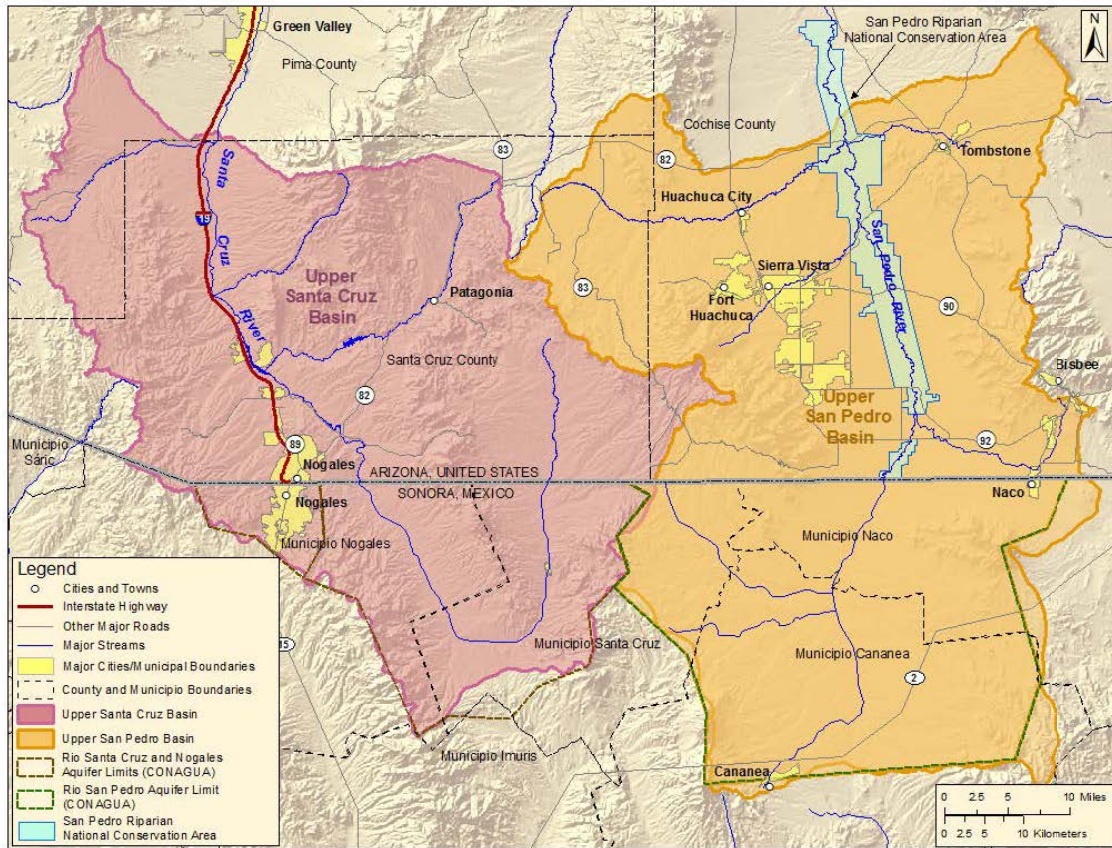 Green Valley
Pima County
San Pedro Riparian
National Conservation Area
N
Cochise County
83
82
Tombstone
Santa
Cruz
River
19
Huachuca City
San Pedro River
Upper
Santa Cruz
Basin
Patagonia
83
Sierra Vista
Fort
Huachuca
90
Santa Cruz County
82
Bisbee
Upper
San Pedro
Basin
92
Municipio
Saric
89
Nogales
ARIZONA, UNITED STATES
SONORA, MEXICO
Nogales
Naco
Municipio Nogales
Municipio Naco
15
Municipio Santa Cruz
Municipio Cananea
2
Municipio Imuris
Cananea
Legend
Cities and Towns
Interstate Highway
Other Major Roads
Major Streams
Major Cities/Municipal Boundaries
County and Municipio Boundaries
Upper Santa Cruz Basin
Upper San Pedro Basin
Rio Santa Cruz and Nogales
Aquifer Limits (CONAGUA)
Rio San Pedro Aquifer Limit
(CONAGUA)
San Pedro Riparian
National Conservation Area
0 2.5 5 10 Miles
0 2.5 5 10 Kilometers